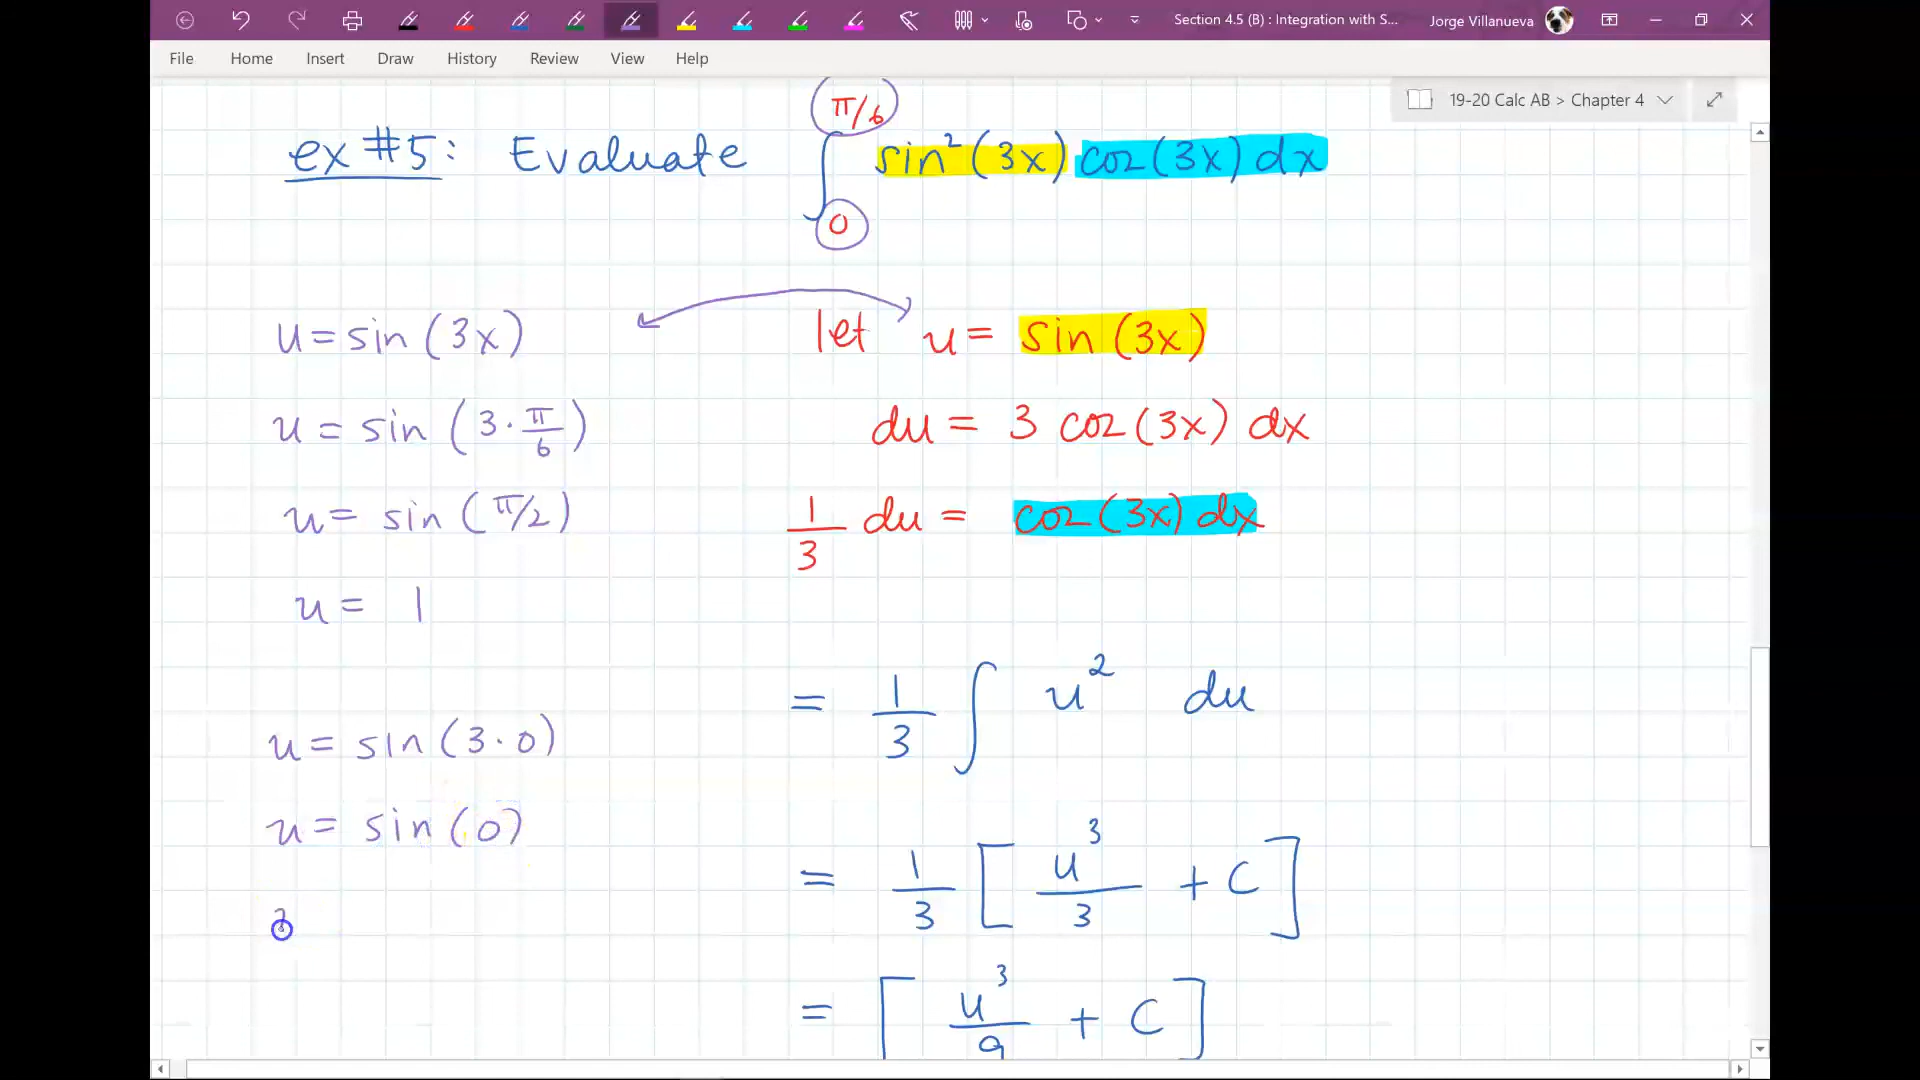 Section 4.5 (B) : Integration with S... Jorge Villanueva
File Home Insert Draw History Review View Help
19-20 Calc AB > Chapter 4
ex #5: Evaluate ∫_0^{π/6} sin²(3x) cos(3x) dx
u = sin(3x)
u = sin(3·π/6)
u = sin(π/2)
u = 1
u = sin(3·0)
u = sin(0)
let u = sin(3x)
du = 3 cos(3x) dx
1/3 du = cos(3x) dx
= 1/3 ∫ u² du
= 1/3 [u³/3 + C]
= [u³/9 + C]